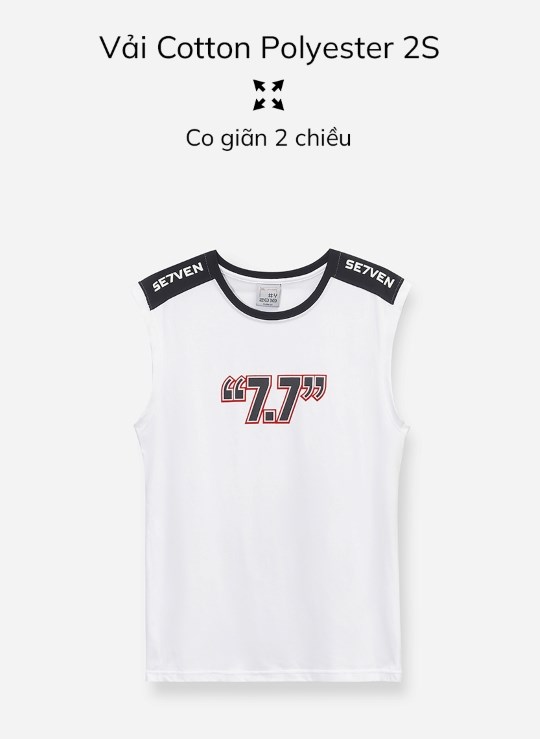 Vải Cotton Polyester 2S
Co giãn 2 chiều
SE7VEN
SE7VEN
“7.7”